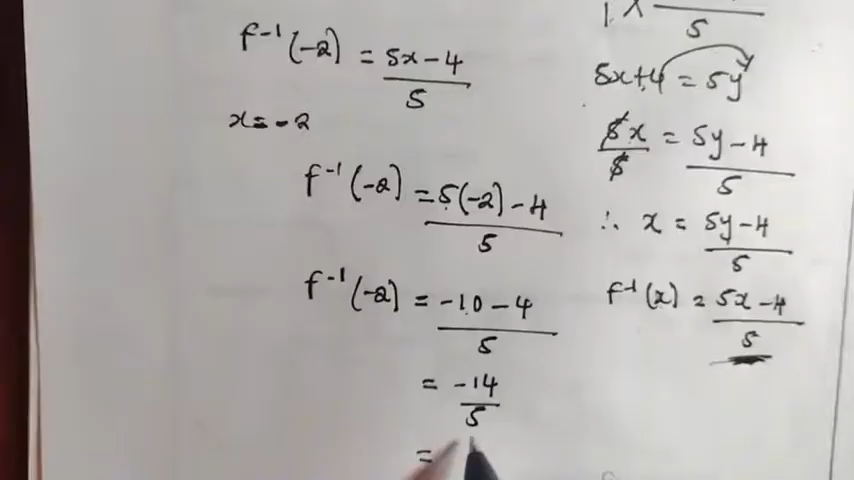 f⁻¹(-2) = 5x-4/5
x = -2
f⁻¹(-2) = 5(-2)-4/5
f⁻¹(-2) = -10-4/5
= -14/5
=
5
5x+4 = 5y
5x/5 = 5y-4/5
∴ x = 5y-4/5
f⁻¹(x) = 5x-4/5